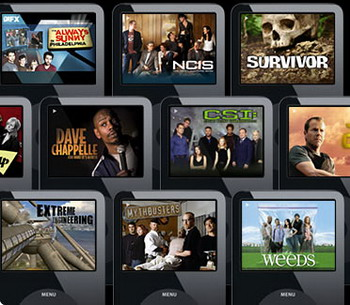 FX
ALWAYS
SUNNY
PHILADELPHIA
NCIS
SURVIVOR
DAVE
CHAPPELLE
CSI:
EXTREME
ENGINEERING
MYTHBUSTERS
WEEDS
MENU
MENU
MENU